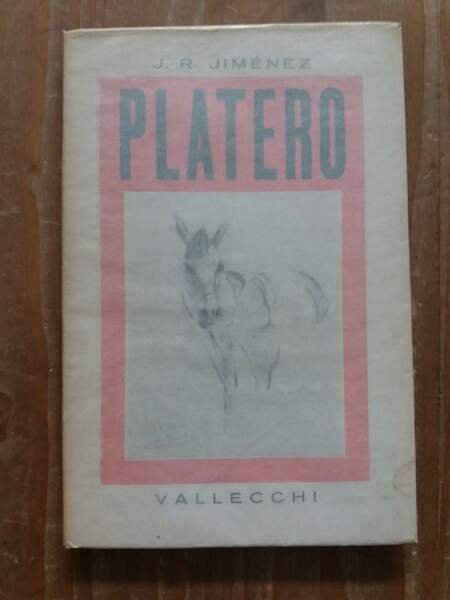 J. R. JIMÉNEZ
PLATERO
VALLECCHI